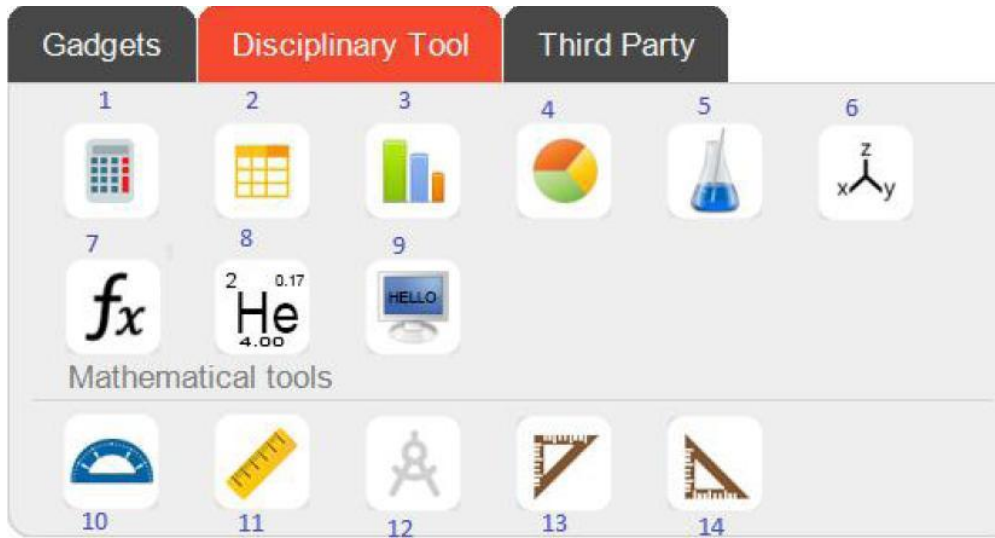 Gadgets Disciplinary Tool Third Party
1 2 3 4 5 6
z
x y
7 8 9
fx
2 0.17
He
4.00
HELLO
Mathematical tools
10 11 12 13 14